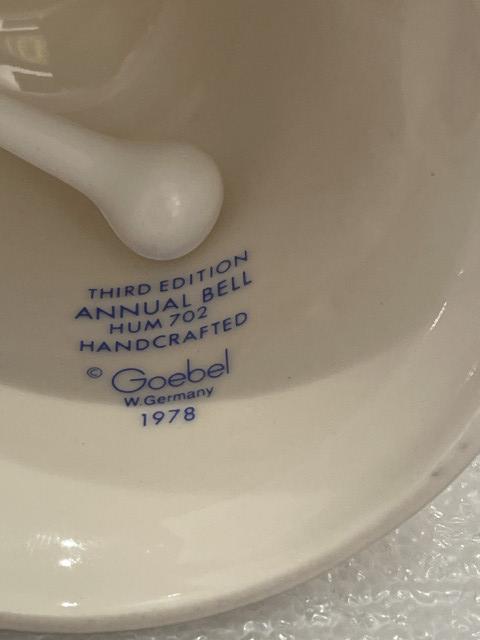 THIRD EDITION
ANNUAL BELL
HUM 702
HANDCRAFTED
© Goebel
W. Germany
1978